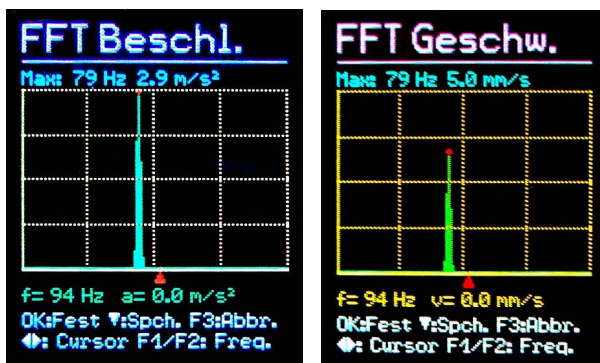 FFT Beschl.
Max: 79 Hz 2.9 m/s²
f= 94 Hz a= 0.0 m/s²
OK:Fest ▼:Spch. F3:Abbr.
◀▶: Cursor F1/F2: Freq.
FFT Geschw.
Max: 79 Hz 5.0 mm/s
f= 94 Hz v= 0.0 mm/s
OK:Fest ▼:Spch. F3:Abbr.
◀▶: Cursor F1/F2: Freq.